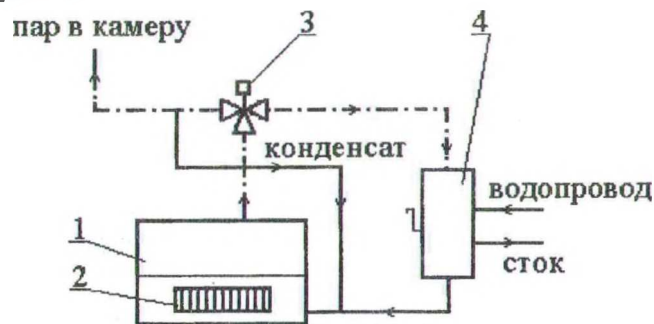 пар в камеру
3
4
конденсат
водопровод
1
сток
2